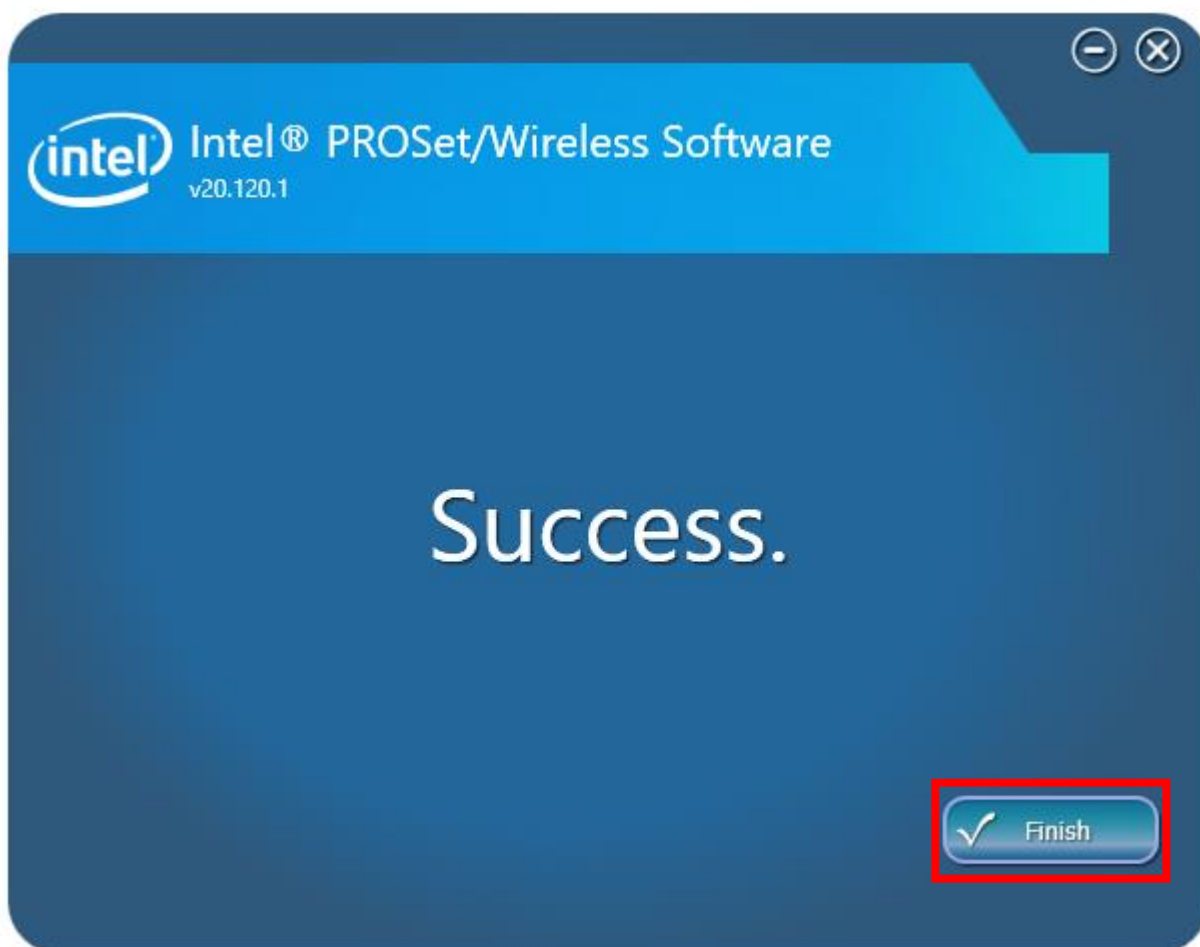 intel
Intel® PROSet/Wireless Software
v20.120.1
Success.
Finish